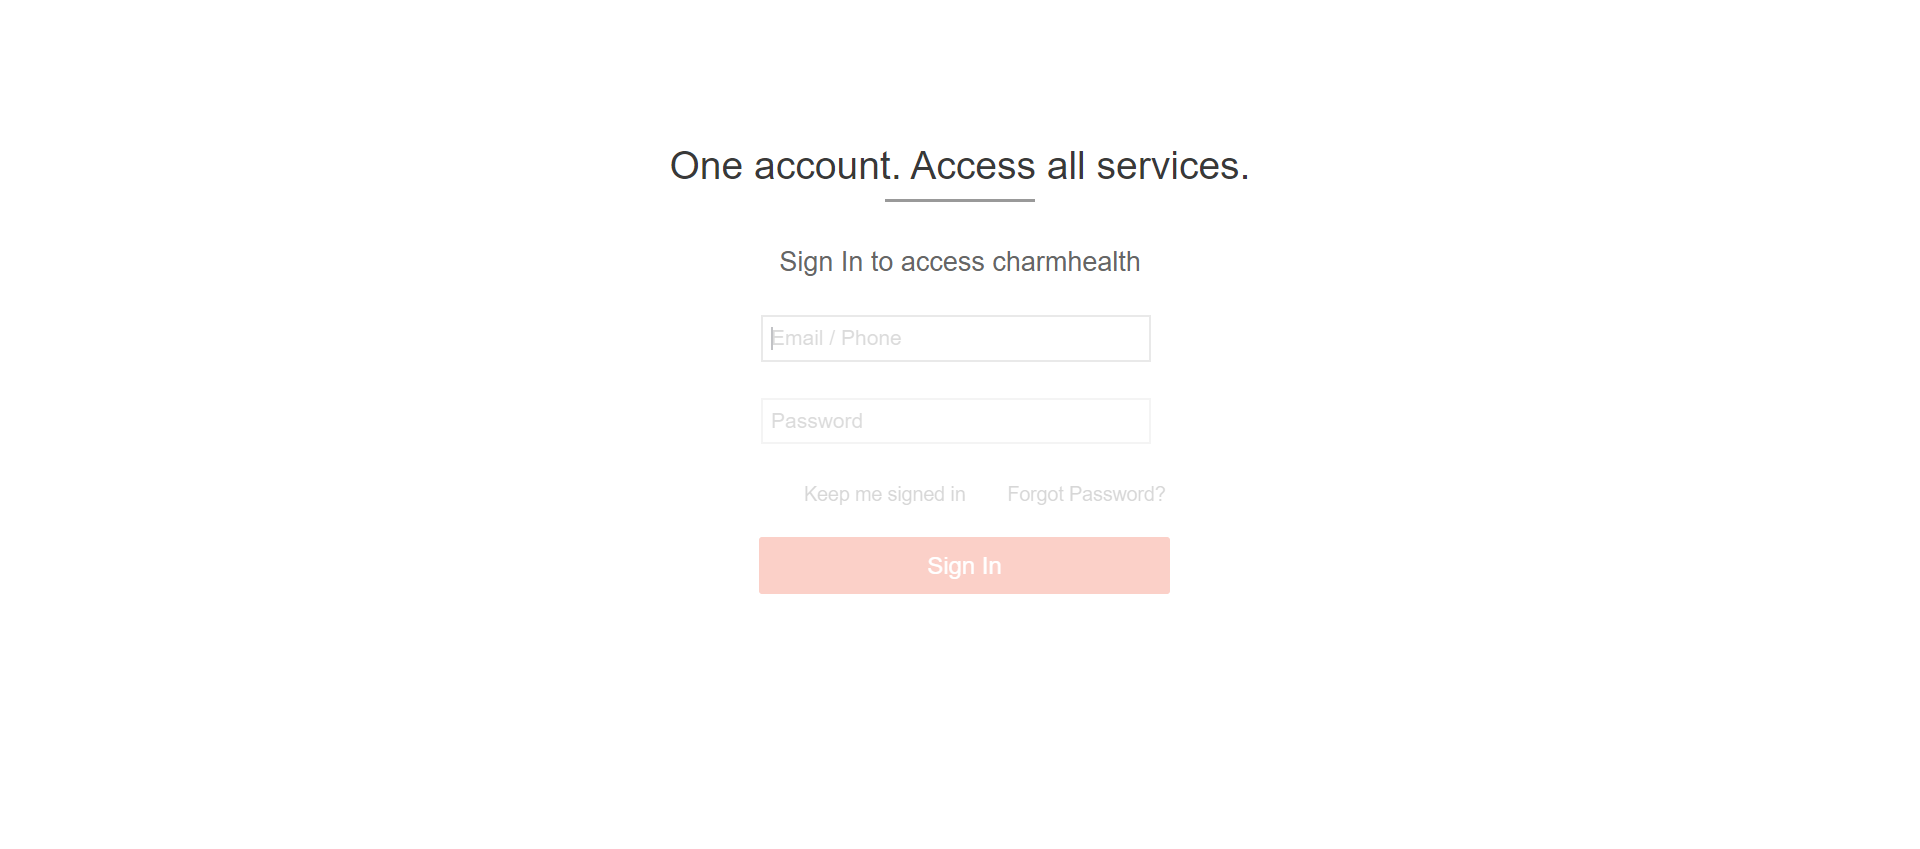 One account. Access all services.
Sign In to access charmhealth
Email / Phone
Password
Keep me signed in Forgot Password?
Sign In